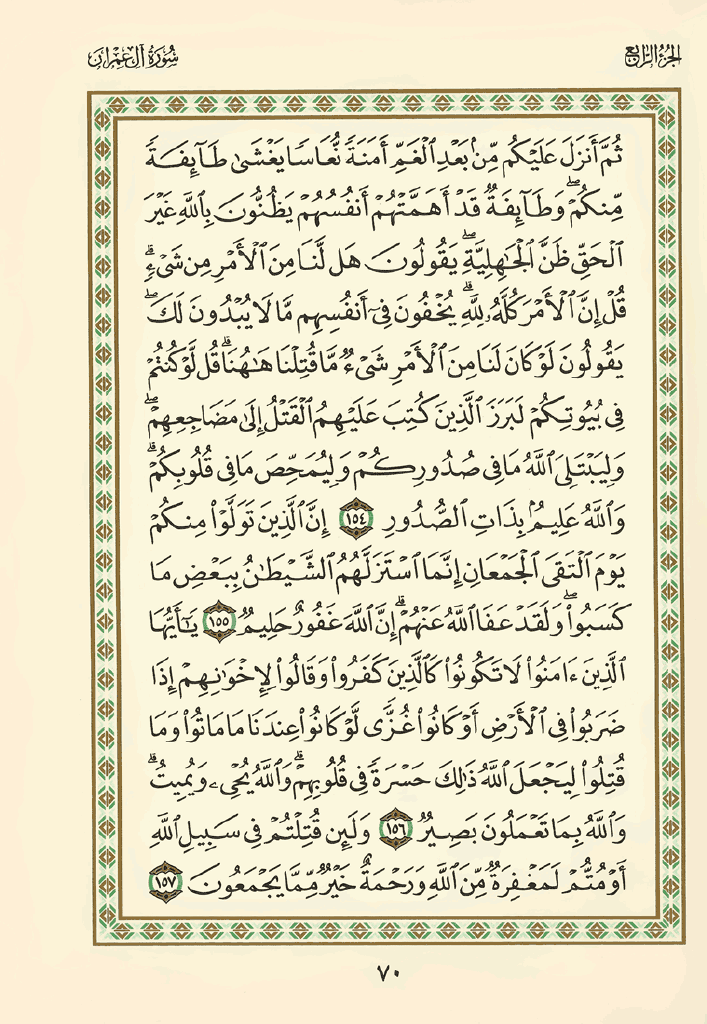 الجزء الرابع
سورة آل عمران
ثُمَّ أَنزَلَ عَلَيْكُم مِّنۢ بَعْدِ ٱلْغَمِّ أَمَنَةً نُّعَاسًا يَغْشَىٰ طَآئِفَةً
مِّنكُمْ ۖ وَطَآئِفَةٌ قَدْ أَهَمَّتْهُمْ أَنفُسُهُمْ يَظُنُّونَ بِٱللَّهِ غَيْرَ
ٱلْحَقِّ ظَنَّ ٱلْجَٰهِلِيَّةِ ۖ يَقُولُونَ هَل لَّنَا مِنَ ٱلْأَمْرِ مِن شَىْءٍ ۗ
قُلْ إِنَّ ٱلْأَمْرَ كُلَّهُۥ لِلَّهِ ۗ يُخْفُونَ فِىٓ أَنفُسِهِم مَّا لَا يُبْدُونَ لَكَ ۖ
يَقُولُونَ لَوْ كَانَ لَنَا مِنَ ٱلْأَمْرِ شَىْءٌ مَّا قُتِلْنَا هَٰهُنَا ۗ قُل لَّوْ كُنتُمْ
فِى بُيُوتِكُمْ لَبَرَزَ ٱلَّذِينَ كُتِبَ عَلَيْهِمُ ٱلْقَتْلُ إِلَىٰ مَضَاجِعِهِمْ ۖ
وَلِيَبْتَلِىَ ٱللَّهُ مَا فِى صُدُورِكُمْ وَلِيُمَحِّصَ مَا فِى قُلُوبِكُمْ ۗ
وَٱللَّهُ عَلِيمٌۢ بِذَاتِ ٱلصُّدُورِ ١٥٤ إِنَّ ٱلَّذِينَ تَوَلَّوْا۟ مِنكُمْ
يَوْمَ ٱلْتَقَى ٱلْجَمْعَانِ إِنَّمَا ٱسْتَزَلَّهُمُ ٱلشَّيْطَٰنُ بِبَعْضِ مَا
كَسَبُوا۟ ۖ وَلَقَدْ عَفَا ٱللَّهُ عَنْهُمْ ۗ إِنَّ ٱللَّهَ غَفُورٌ حَلِيمٌ ١٥٥ يَٰٓأَيُّهَا
ٱلَّذِينَ ءَامَنُوا۟ لَا تَكُونُوا۟ كَٱلَّذِينَ كَفَرُوا۟ وَقَالُوا۟ لِإِخْوَٰنِهِمْ إِذَا
ضَرَبُوا۟ فِى ٱلْأَرْضِ أَوْ كَانُوا۟ غُزًّى لَّوْ كَانُوا۟ عِندَنَا مَا مَاتُوا۟ وَمَا
قُتِلُوا۟ لِيَجْعَلَ ٱللَّهُ ذَٰلِكَ حَسْرَةً فِى قُلُوبِهِمْ ۗ وَٱللَّهُ يُحْىِۦ وَيُمِيتُ ۗ
وَٱللَّهُ بِمَا تَعْمَلُونَ بَصِيرٌ ١٥٦ وَلَئِن قُتِلْتُمْ فِى سَبِيلِ ٱللَّهِ
أَوْ مُتُّمْ لَمَغْفِرَةٌ مِّنَ ٱللَّهِ وَرَحْمَةٌ خَيْرٌ مِّمَّا يَجْمَعُونَ ١٥٧
٧٠